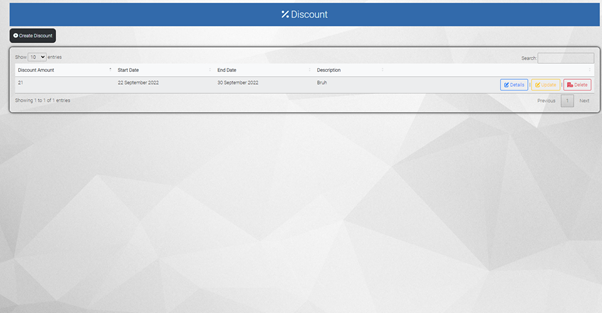 Discount
Create Discount
Show 10 entries Search:
Discount Amount Start Date End Date Description
21 22 September 2022 30 September 2022 Bruh Details | Update | Delete
Showing 1 to 1 of 1 entries Previous 1 Next